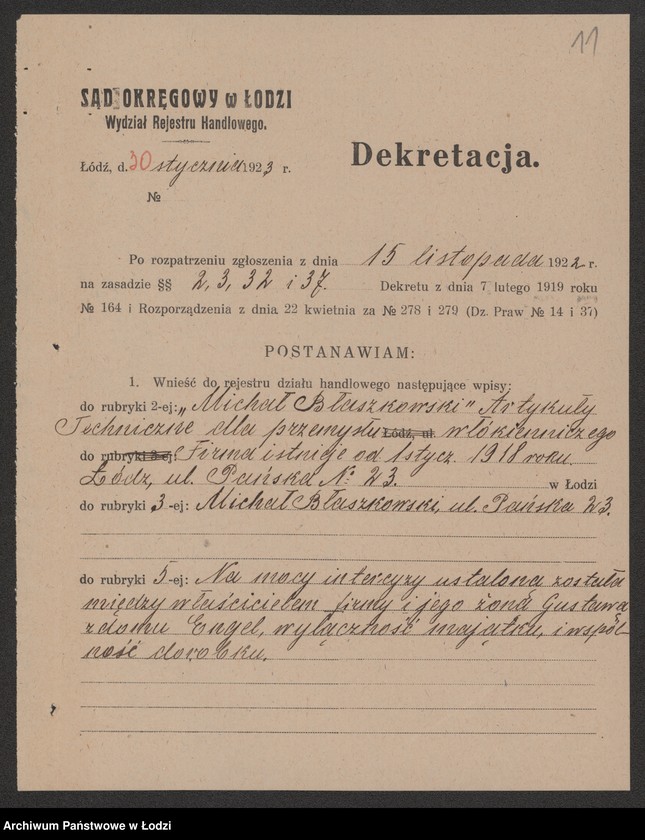 11
SĄD OKRĘGOWY w ŁODZI
Wydział Rejestru Handlowego.
Łódź, d. 30 stycznia 1923 r.
Dekretacja.
№
Po rozpatrzeniu zgłoszenia z dnia 15 listopada 1922 r.
na zasadzie §§ 2, 3, 32 i 37. Dekretu z dnia 7 lutego 1919 roku
№ 164 i Rozporządzenia z dnia 22 kwietnia za № 278 i 279 (Dz. Praw № 14 i 37)
POSTANAWIAM:
1. Wnieść do rejestru działu handlowego następujące wpisy:
do rubryki 2-ej: „Michał Błaszkowski” Artykuły
Techniczne dla przemysłu Łódź, ul. włókienniczego
do rubryki 2-ej: Firma istnieje od 1 stycz. 1918 roku.
Łódź, ul. Pańska № 23. w Łodzi
do rubryki 3-ej: Michał Błaszkowski, ul. Pańska 23.
do rubryki 5-ej: Na mocy intercyzy ustaloną została
między właścicielem firmy i jego żoną Gustawą
z domu Engel, wyłączność majątku, i wspól-
ność dorobku.
Archiwum Państwowe w Łodzi